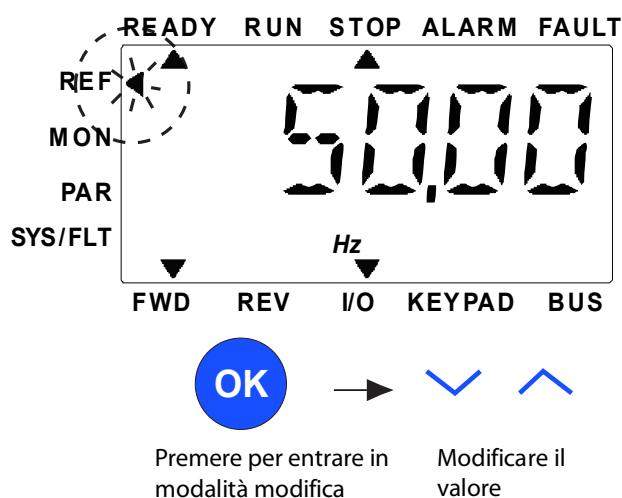 READY RUN STOP ALARM FAULT
REF
50,00
MON
PAR
SYS/FLT
Hz
FWD REV I/O KEYPAD BUS
OK
Premere per entrare in
modalità modifica
Modificare il
valore